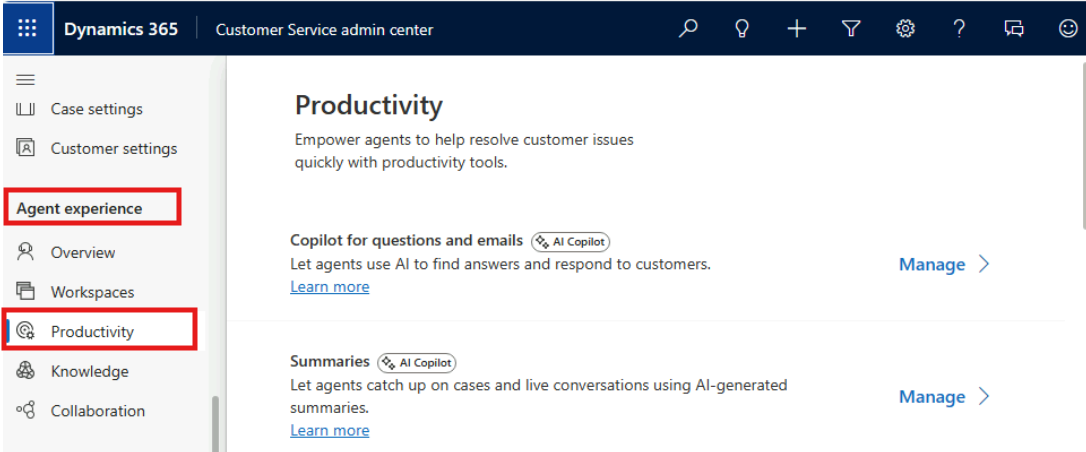 Dynamics 365 Customer Service admin center
Case settings
Customer settings
Agent experience
Overview
Workspaces
Productivity
Knowledge
Collaboration
Productivity
Empower agents to help resolve customer issues
quickly with productivity tools.
Copilot for questions and emails AI Copilot
Let agents use AI to find answers and respond to customers.
Learn more
Manage
Summaries AI Copilot
Let agents catch up on cases and live conversations using AI-generated
summaries.
Learn more
Manage